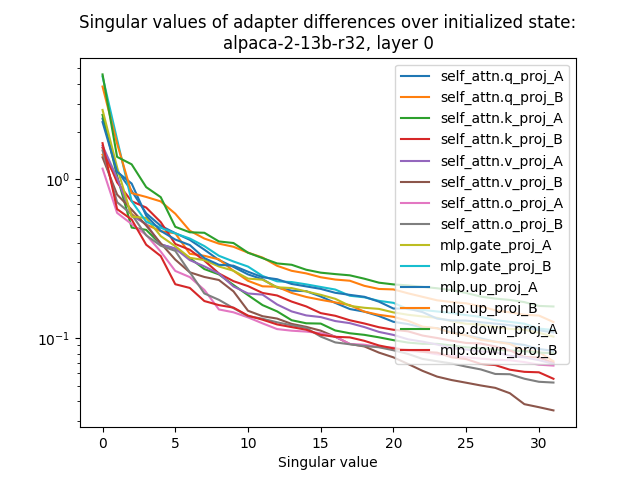 Singular values of adapter differences over initialized state:
alpaca-2-13b-r32, layer 0
self_attn.q_proj_A
self_attn.q_proj_B
self_attn.k_proj_A
self_attn.k_proj_B
self_attn.v_proj_A
self_attn.v_proj_B
self_attn.o_proj_A
self_attn.o_proj_B
mlp.gate_proj_A
mlp.gate_proj_B
mlp.up_proj_A
mlp.up_proj_B
mlp.down_proj_A
mlp.down_proj_B
10⁰
10⁻¹
0 5 10 15 20 25 30
Singular value